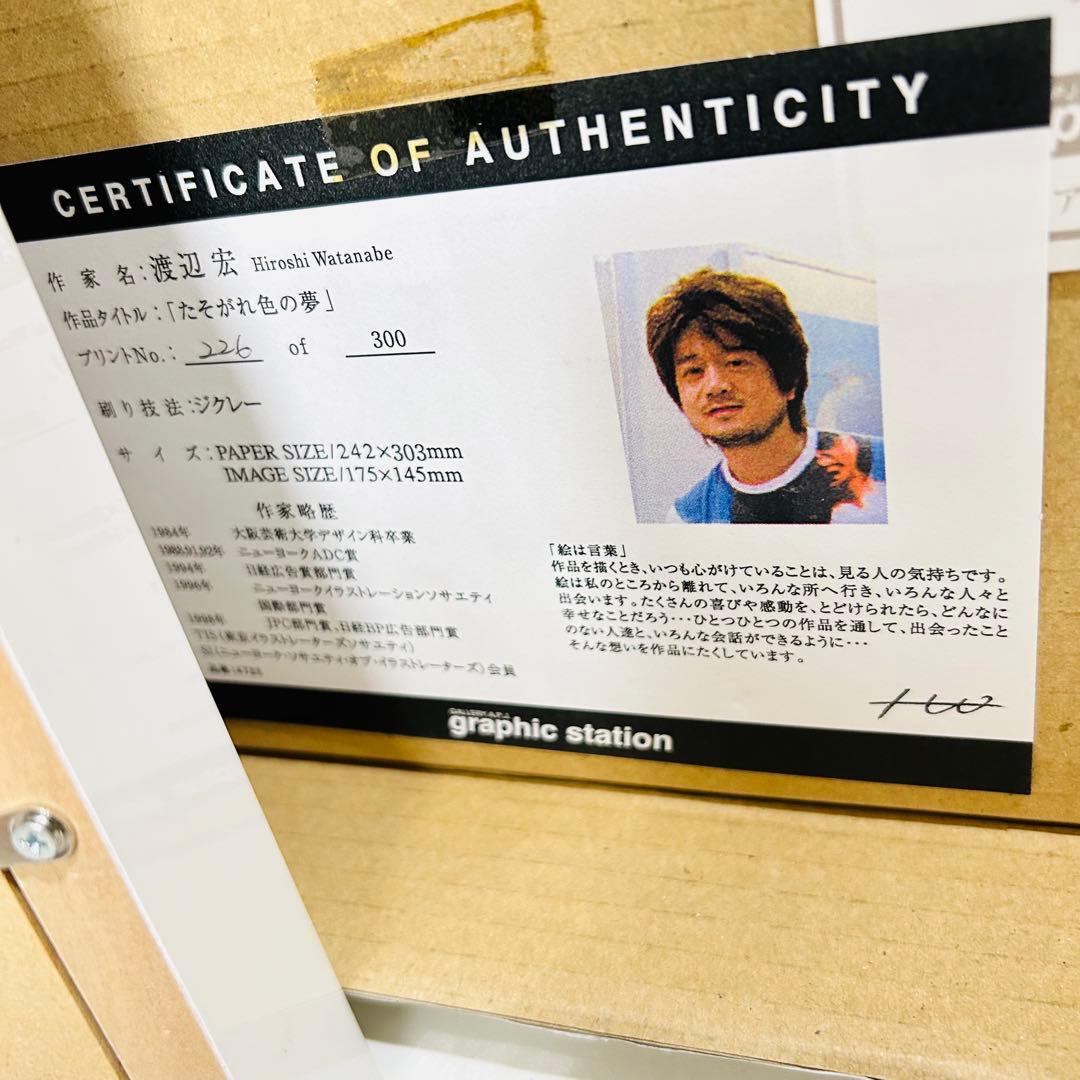 CERTIFICATE OF AUTHENTICITY
作家名:渡辺 宏 Hiroshi Watanabe
作品タイトル:「たそがれ色の夢」
プリントNo.: 226 of 300
刷り技法:ジクレー
サイズ:PAPER SIZE/242×303mm
IMAGE SIZE/175×145mm
作家略歴
1984年 大阪芸術大学デザイン科卒業
1988,91,92年 ニューヨークADC賞
1994年 日経広告賞部門賞
1996年 ニューヨークイラストレーションソサエティ
国際部門賞
1998年 JPC部門賞、日経BP広告部門賞
TIS(東京イラストレーターズソサエティ)
SI(ニューヨーク・ソサエティ・オブ・イラストレーターズ)会員
「絵は言葉」
作品を描くとき、いつも心がけていることは、見る人の気持ちです。
絵は私のところから離れて、いろんな所へ行き、いろんな人々と
出会います。たくさんの喜びや感動を、とどけられたら、どんなに
幸せなことだろう・・・ひとつひとつの作品を通して、出会ったこと
のない人達と、いろんな会話ができるように・・・
そんな想いを作品にたくしています。
GALLERY A.P.J.
graphic station
ア